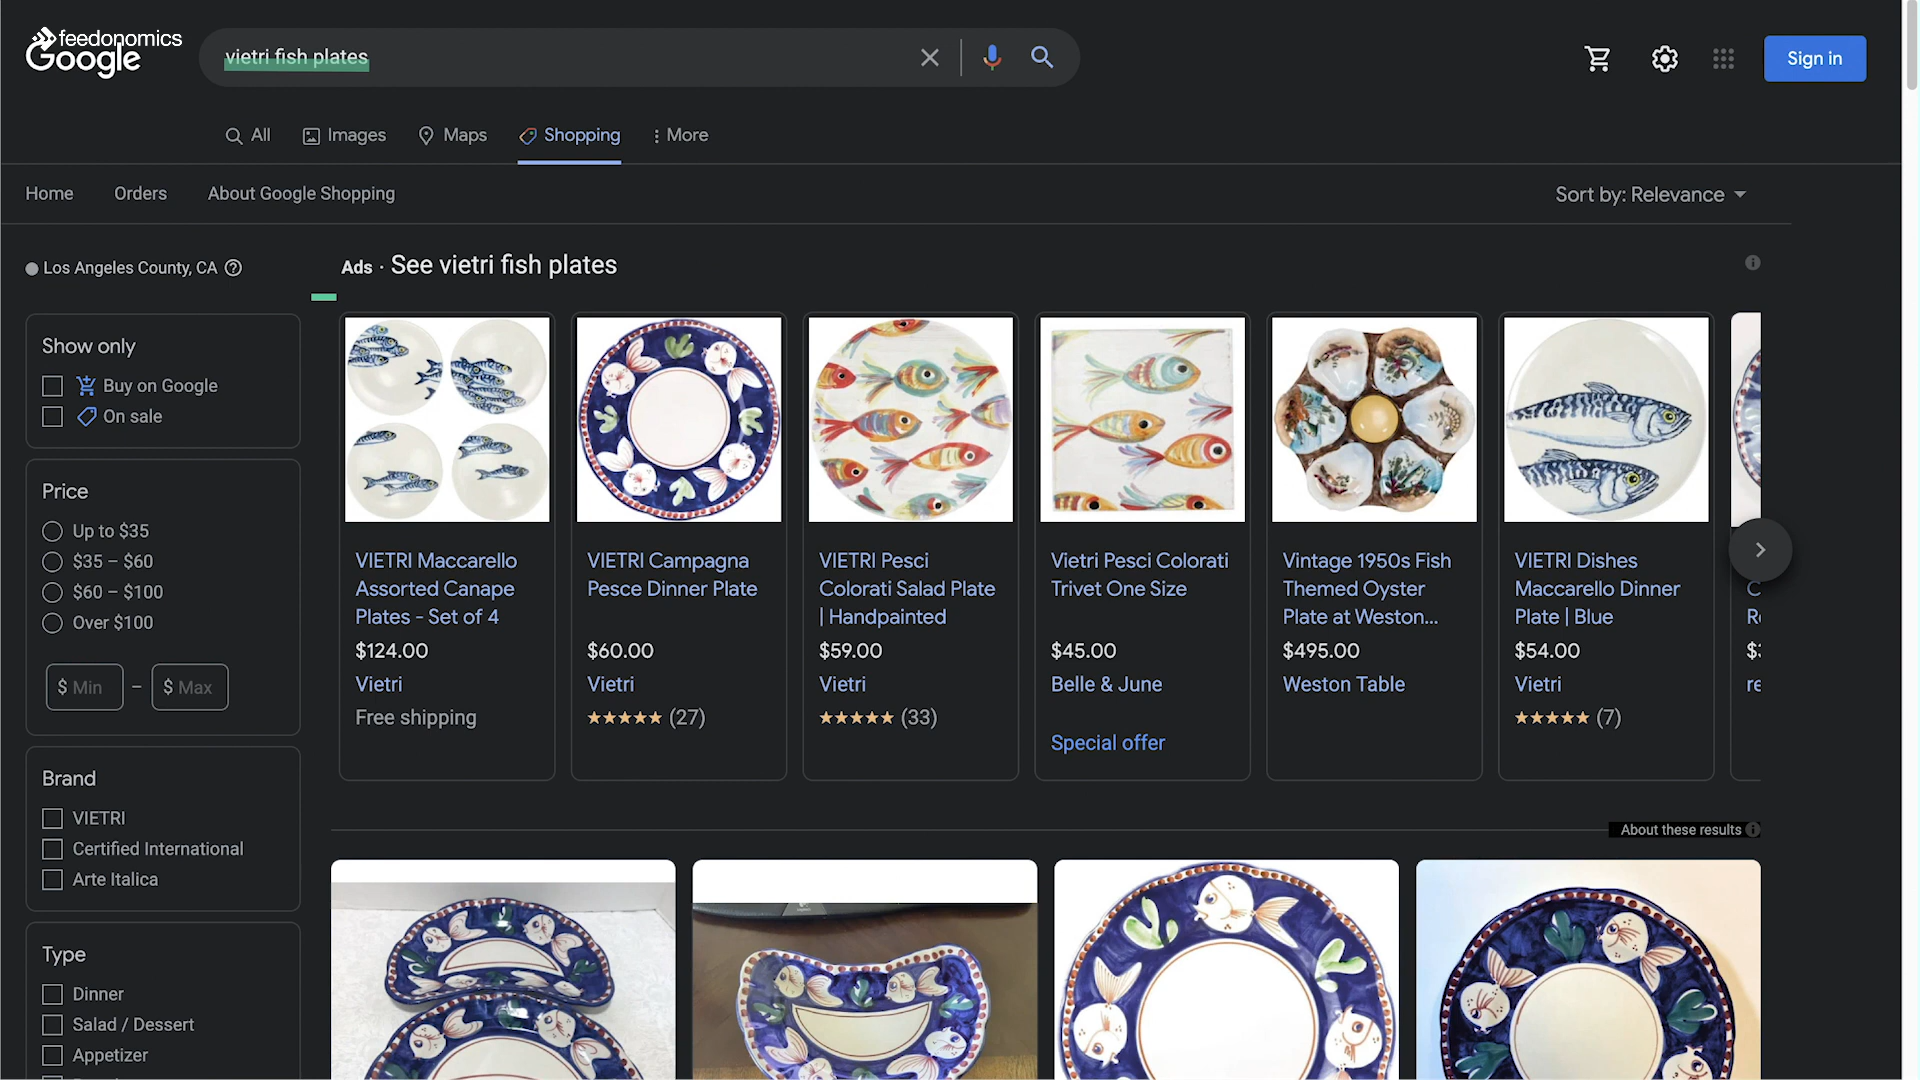 feedonomics
Google
vietri fish plates
Sign in
All
Images
Maps
Shopping
More
Home
Orders
About Google Shopping
Sort by: Relevance
Los Angeles County, CA
Ads · See vietri fish plates
Show only
Buy on Google
On sale
Price
Up to $35
$35 – $60
$60 – $100
Over $100
$ Min – $ Max
Brand
VIETRI
Certified International
Arte Italica
Type
Dinner
Salad / Dessert
Appetizer
VIETRI Maccarello
Assorted Canape
Plates - Set of 4
$124.00
Vietri
Free shipping
VIETRI Campagna
Pesce Dinner Plate
$60.00
Vietri
★★★★★ (27)
VIETRI Pesci
Colorati Salad Plate
| Handpainted
$59.00
Vietri
★★★★★ (33)
Vietri Pesci Colorati
Trivet One Size
$45.00
Belle & June
Special offer
Vintage 1950s Fish
Themed Oyster
Plate at Weston...
$495.00
Weston Table
VIETRI Dishes
Maccarello Dinner
Plate | Blue
$54.00
Vietri
★★★★★ (7)
About these results